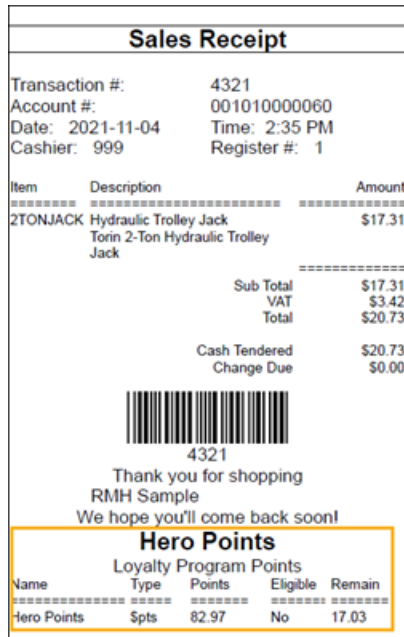 Sales Receipt
Transaction #: 4321
Account #: 001010000060
Date: 2021-11-04 Time: 2:35 PM
Cashier: 999 Register #: 1
Item Description Amount
======== ======================== =============
2TONJACK Hydraulic Trolley Jack $17.31
Torin 2-Ton Hydraulic Trolley
Jack
=============
Sub Total $17.31
VAT $3.42
Total $20.73
Cash Tendered $20.73
Change Due $0.00
4321
Thank you for shopping
RMH Sample
We hope you'll come back soon!
Hero Points
Loyalty Program Points
Name Type Points Eligible Remain
============== ===== ======= ======= =======
Hero Points $pts 82.97 No 17.03